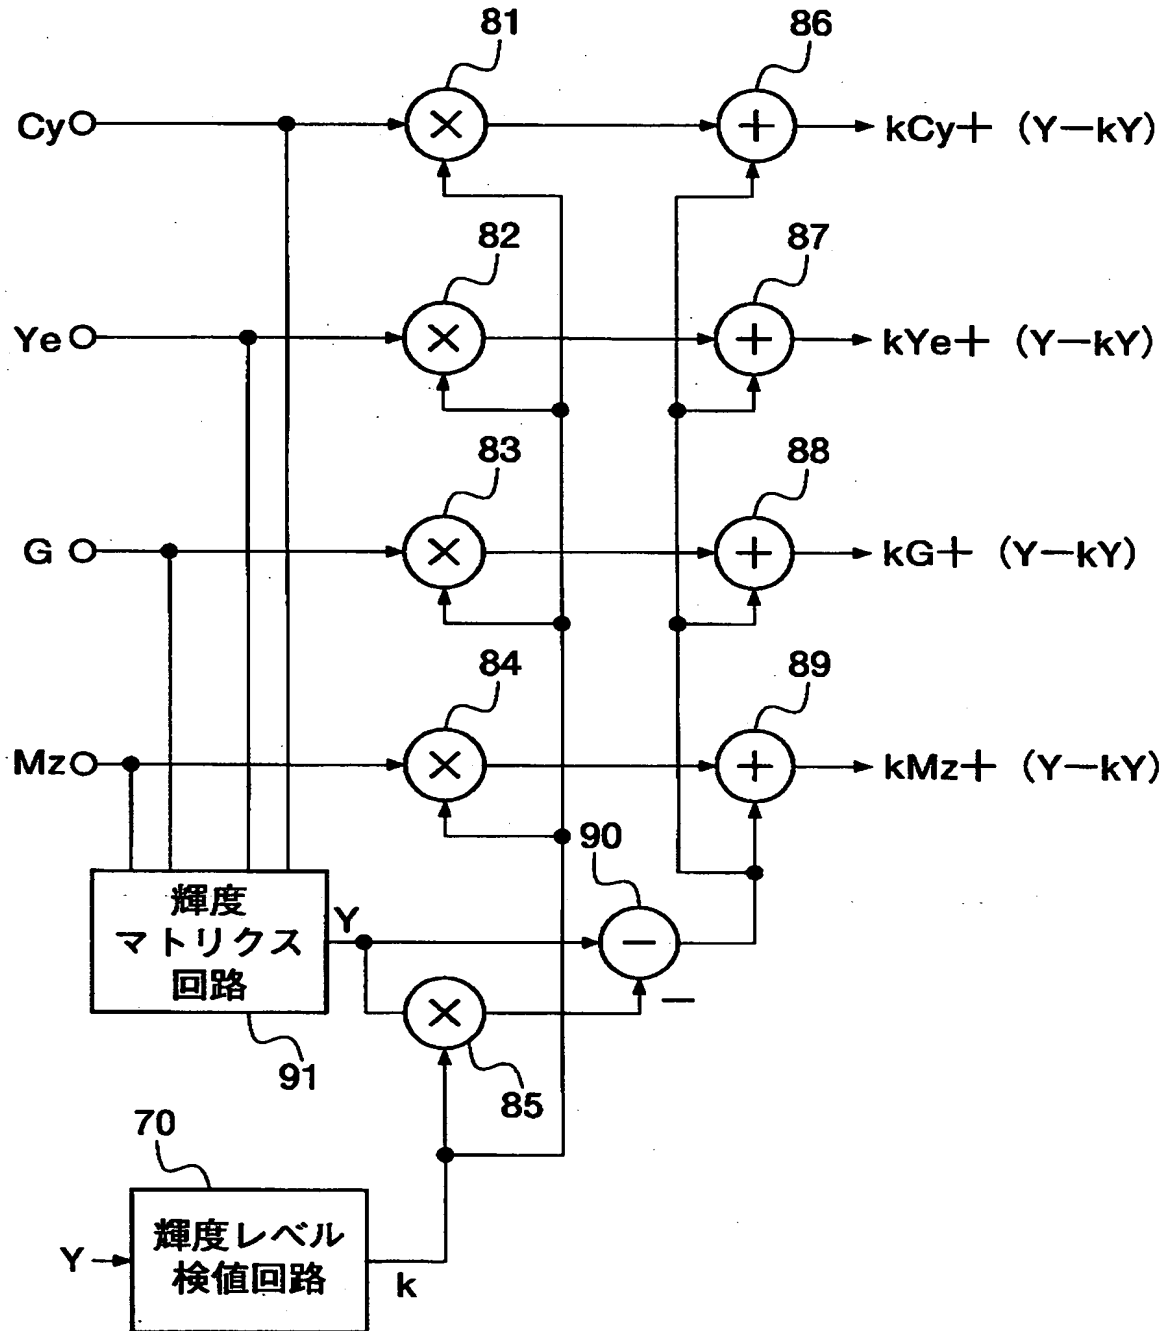 81
86
Cy
kCy+ (Y−kY)
82
87
Ye
kYe+ (Y−kY)
83
88
G
kG+ (Y−kY)
84
89
Mz
kMz+ (Y−kY)
90
輝度
マトリクス
回路
Y
−
91
85
70
輝度レベル
検値回路
Y
k